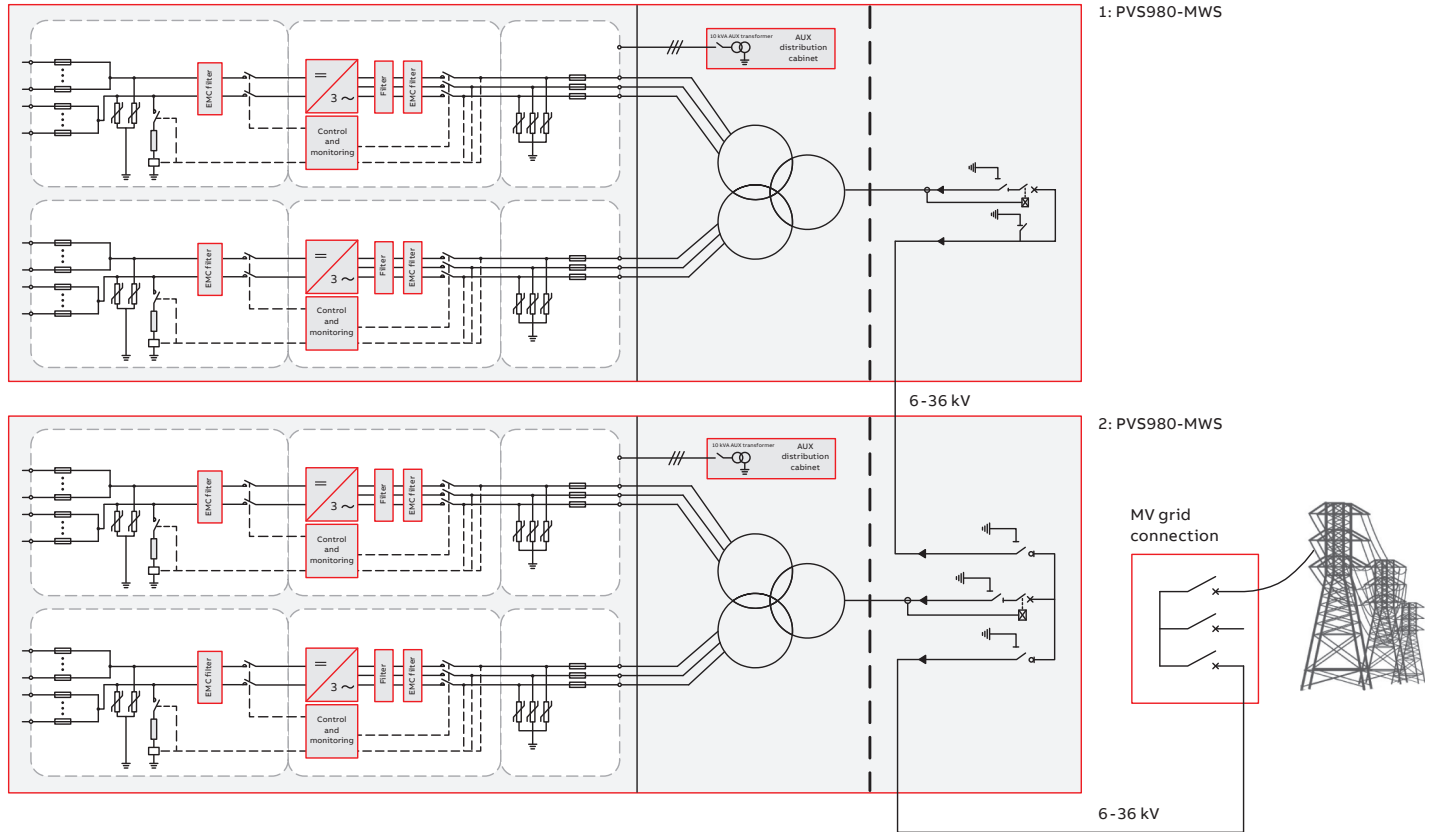 1: PVS980-MWS
10 kVA AUX transformer
AUX
distribution
cabinet
EMC filter
=
3 ~
Filter
EMC filter
Control
and
monitoring
EMC filter
=
3 ~
Filter
EMC filter
Control
and
monitoring
6-36 kV
2: PVS980-MWS
10 kVA AUX transformer
AUX
distribution
cabinet
EMC filter
=
3 ~
Filter
EMC filter
Control
and
monitoring
MV grid
connection
EMC filter
=
3 ~
Filter
EMC filter
Control
and
monitoring
6-36 kV